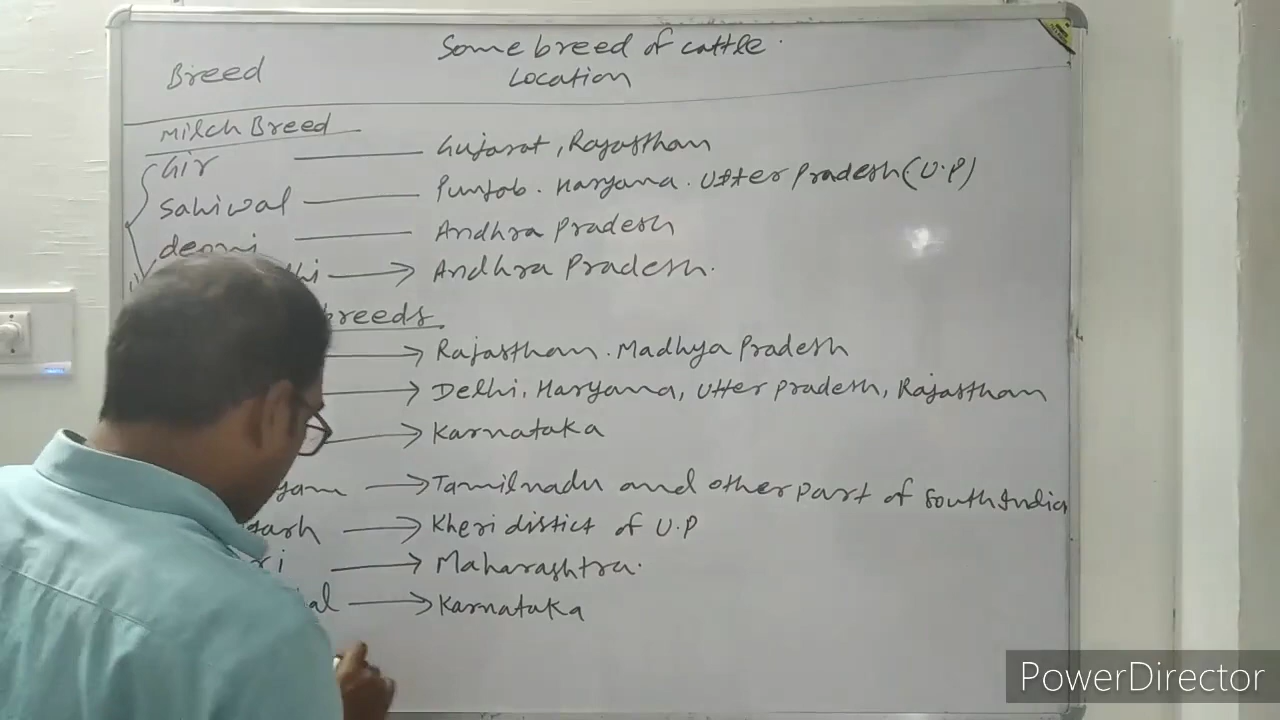 Some breed of cattle.
Breed Location
Milch Breed
Gir Gujarat, Rajasthan
Sahiwal Punjab. Haryana. Utter Pradesh (U.P)
deoni Andhra Pradesh
Andhra Pradesh.
breeds.
Rajasthan. Madhya Pradesh
Delhi, Haryana, Utter Pradesh, Rajasthan
Karnataka
Tamilnadu and other part of South India
Kheri distict of U.P
Maharashtra.
Karnataka
PowerDirector